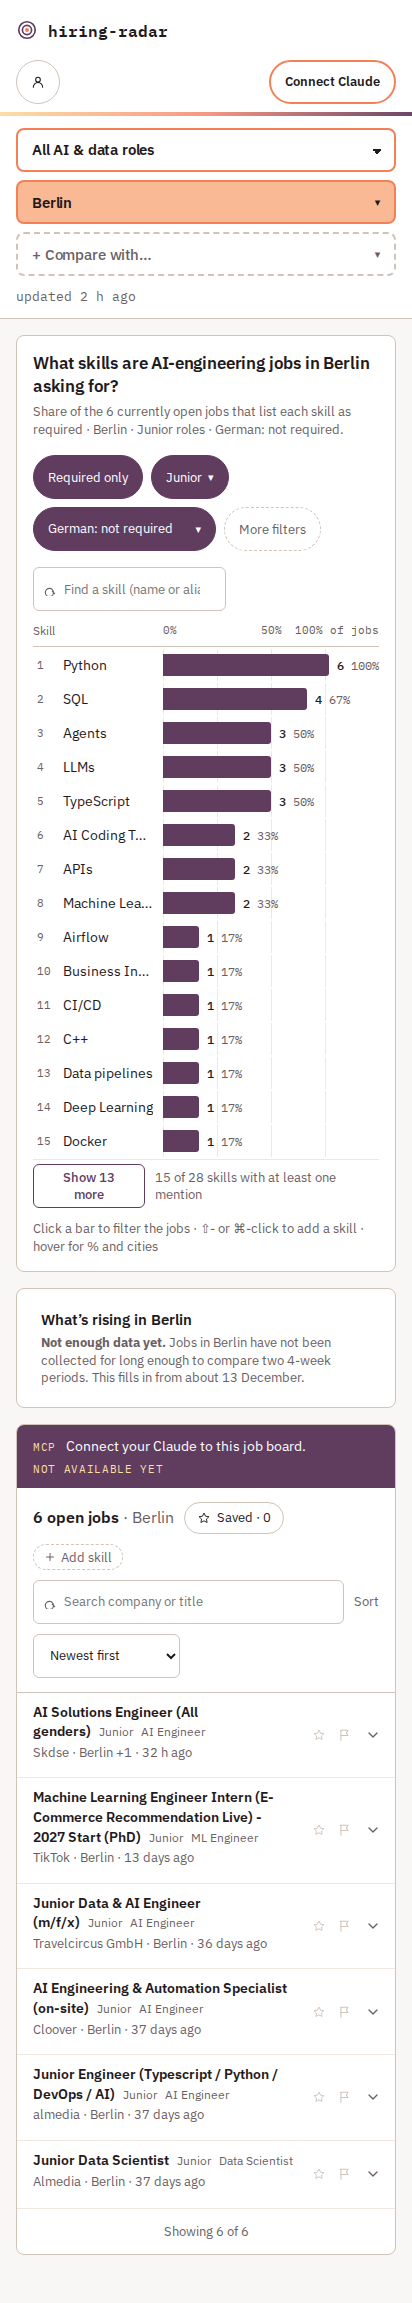 hiring-radar
Connect Claude
All AI & data roles
Berlin
+ Compare with...
updated 2 h ago
What skills are AI-engineering jobs in Berlin
asking for?
Share of the 6 currently open jobs that list each skill as
required · Berlin · Junior roles · German: not required.
Required only
Junior
German: not required
More filters
Find a skill (name or alia
Skill 0% 50% 100% of jobs
1 Python 6 100%
2 SQL 4 67%
3 Agents 3 50%
4 LLMs 3 50%
5 TypeScript 3 50%
6 AI Coding T... 2 33%
7 APIs 2 33%
8 Machine Lea... 2 33%
9 Airflow 1 17%
10 Business In... 1 17%
11 CI/CD 1 17%
12 C++ 1 17%
13 Data pipelines 1 17%
14 Deep Learning 1 17%
15 Docker 1 17%
Show 13
more
15 of 28 skills with at least one
mention
Click a bar to filter the jobs · ⇧- or ⌘-click to add a skill ·
hover for % and cities
What's rising in Berlin
Not enough data yet. Jobs in Berlin have not been
collected for long enough to compare two 4-week
periods. This fills in from about 13 December.
MCP Connect your Claude to this job board.
NOT AVAILABLE YET
6 open jobs · Berlin
Saved · 0
+ Add skill
Search company or title
Sort
Newest first
AI Solutions Engineer (All
genders) Junior AI Engineer
Skdse · Berlin +1 · 32 h ago
Machine Learning Engineer Intern (E-
Commerce Recommendation Live) -
2027 Start (PhD) Junior ML Engineer
TikTok · Berlin · 13 days ago
Junior Data & AI Engineer
(m/f/x) Junior AI Engineer
Travelcircus GmbH · Berlin · 36 days ago
AI Engineering & Automation Specialist
(on-site) Junior AI Engineer
Cloover · Berlin · 37 days ago
Junior Engineer (Typescript / Python /
DevOps / AI) Junior AI Engineer
almedia · Berlin · 37 days ago
Junior Data Scientist Junior Data Scientist
Almedia · Berlin · 37 days ago
Showing 6 of 6